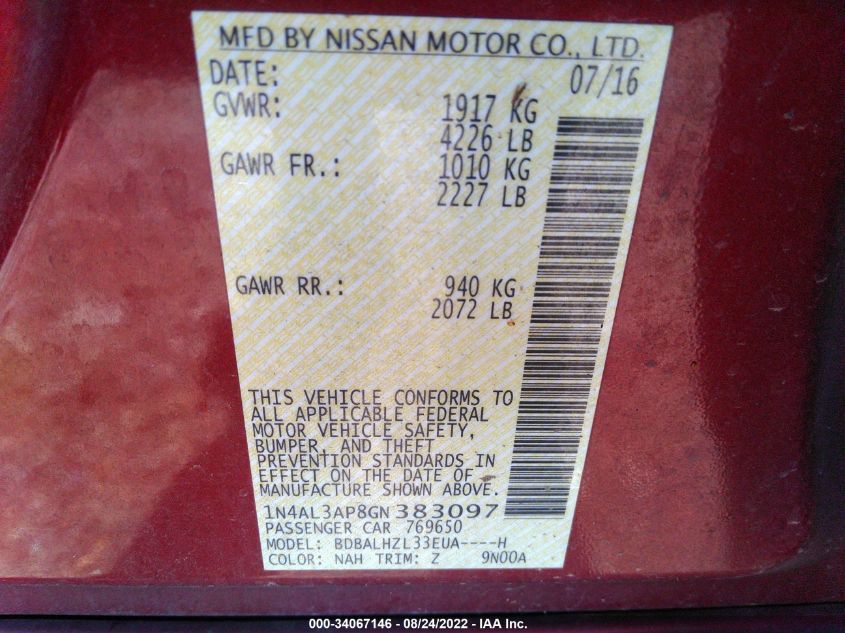 MFD BY NISSAN MOTOR CO., LTD.
DATE: 07/16
GVWR: 1917 KG
4226 LB
GAWR FR.: 1010 KG
2227 LB
GAWR RR.: 940 KG
2072 LB
THIS VEHICLE CONFORMS TO
ALL APPLICABLE FEDERAL
MOTOR VEHICLE SAFETY,
BUMPER, AND THEFT
PREVENTION STANDARDS IN
EFFECT ON THE DATE OF
MANUFACTURE SHOWN ABOVE.
1N4AL3AP8GN383097
PASSENGER CAR 769650
MODEL: BDBALHZL33EUA----H
COLOR: NAH TRIM: Z 9N00A
000-34067146 - 08/24/2022 - IAA Inc.